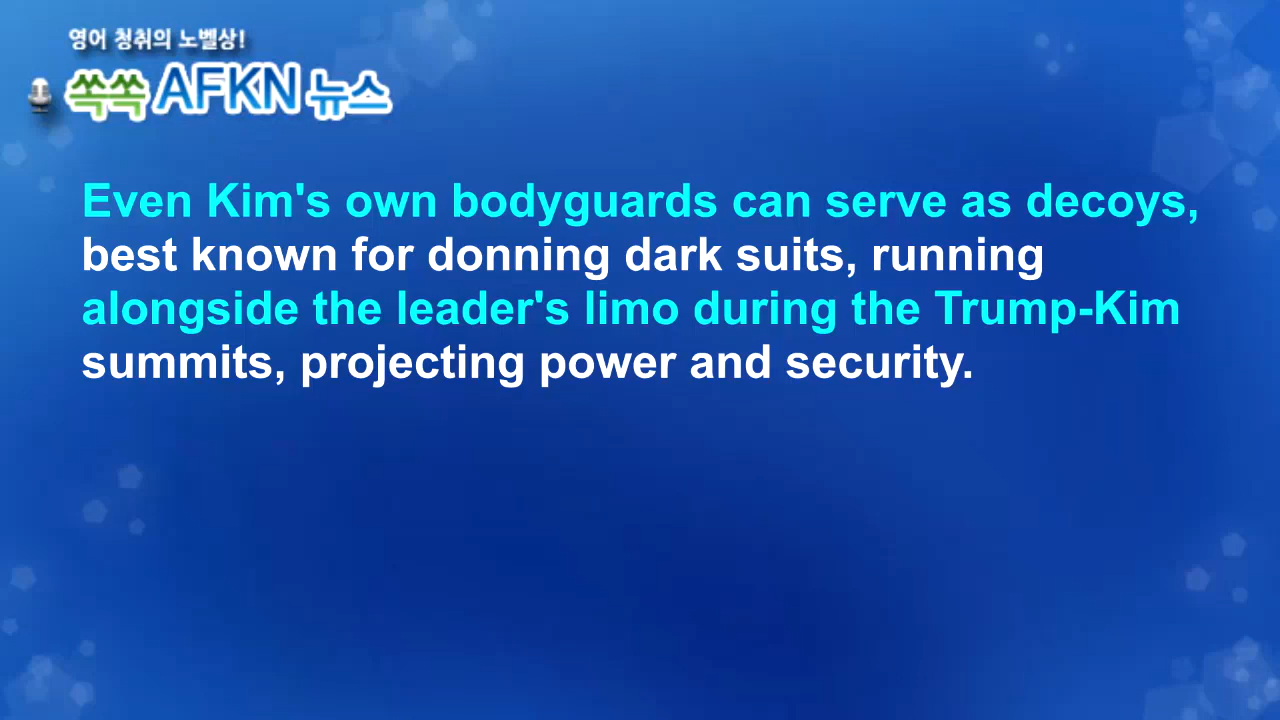 영어 청취의 노벨상!
쏙쏙 AFKN 뉴스
Even Kim's own bodyguards can serve as decoys,
best known for donning dark suits, running
alongside the leader's limo during the Trump-Kim
summits, projecting power and security.